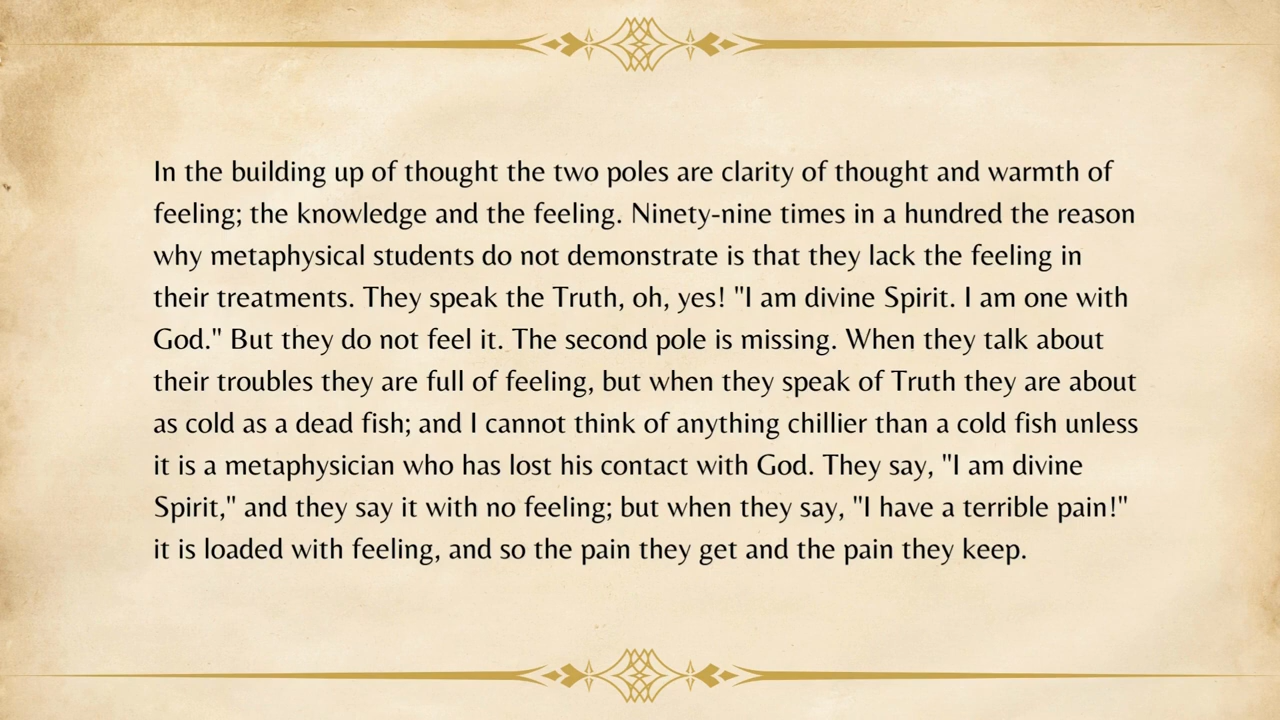 In the building up of thought the two poles are clarity of thought and warmth of
feeling; the knowledge and the feeling. Ninety-nine times in a hundred the reason
why metaphysical students do not demonstrate is that they lack the feeling in
their treatments. They speak the Truth, oh, yes! "I am divine Spirit. I am one with
God." But they do not feel it. The second pole is missing. When they talk about
their troubles they are full of feeling, but when they speak of Truth they are about
as cold as a dead fish; and I cannot think of anything chillier than a cold fish unless
it is a metaphysician who has lost his contact with God. They say, "I am divine
Spirit," and they say it with no feeling; but when they say, "I have a terrible pain!"
it is loaded with feeling, and so the pain they get and the pain they keep.